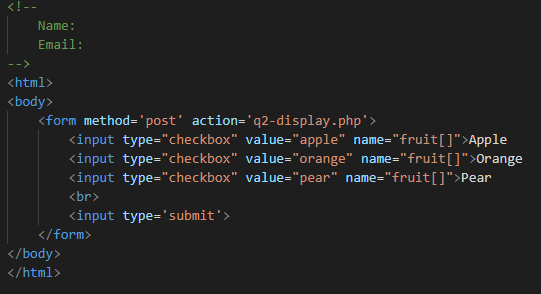 <!--
    Name:
    Email:
-->
<html>
<body>
    <form method='post' action='q2-display.php'>
        <input type="checkbox" value="apple" name="fruit[]">Apple
        <input type="checkbox" value="orange" name="fruit[]">Orange
        <input type="checkbox" value="pear" name="fruit[]">Pear
        <br>
        <input type='submit'>
    </form>
</body>
</html>